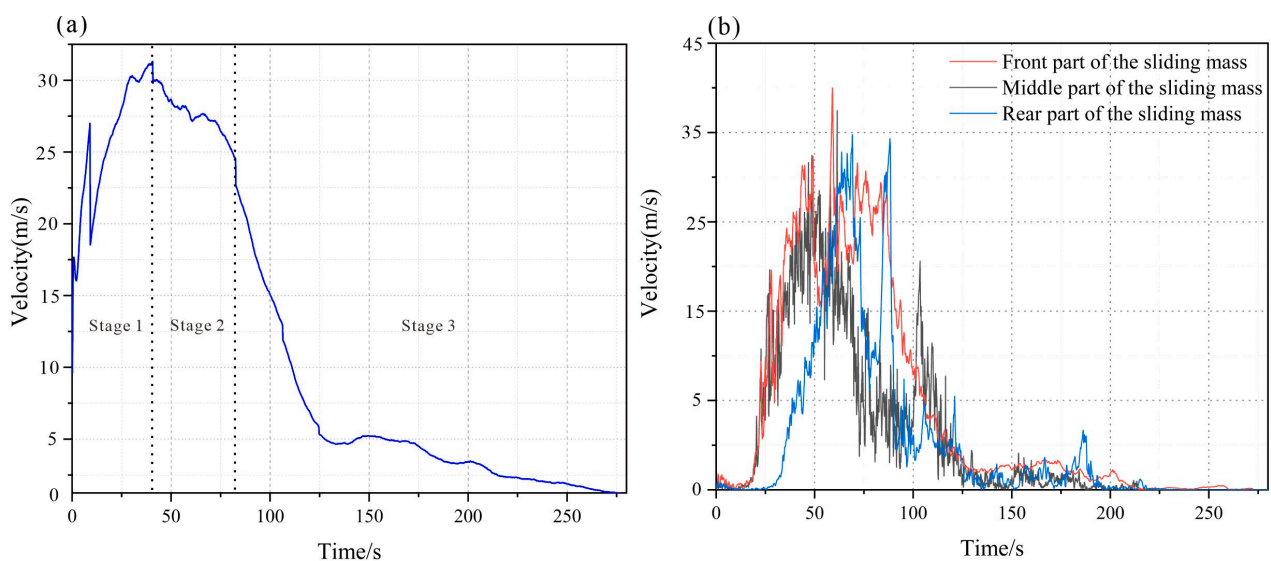 (a)
30
25
20
15
10
5
0
Velocity(m/s)
Stage 1
Stage 2
Stage 3
0
50
100
150
200
250
Time/s
(b)
45
35
25
15
5
0
Velocity(m/s)
Front part of the sliding mass
Middle part of the sliding mass
Rear part of the sliding mass
0
50
100
150
200
250
Time/s